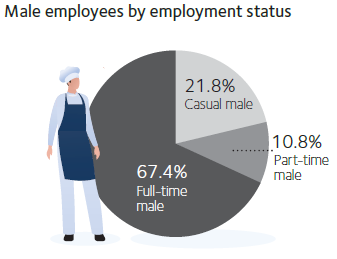 Male employees by employment status
21.8%
Casual male
10.8%
Part-time
male
67.4%
Full-time
male